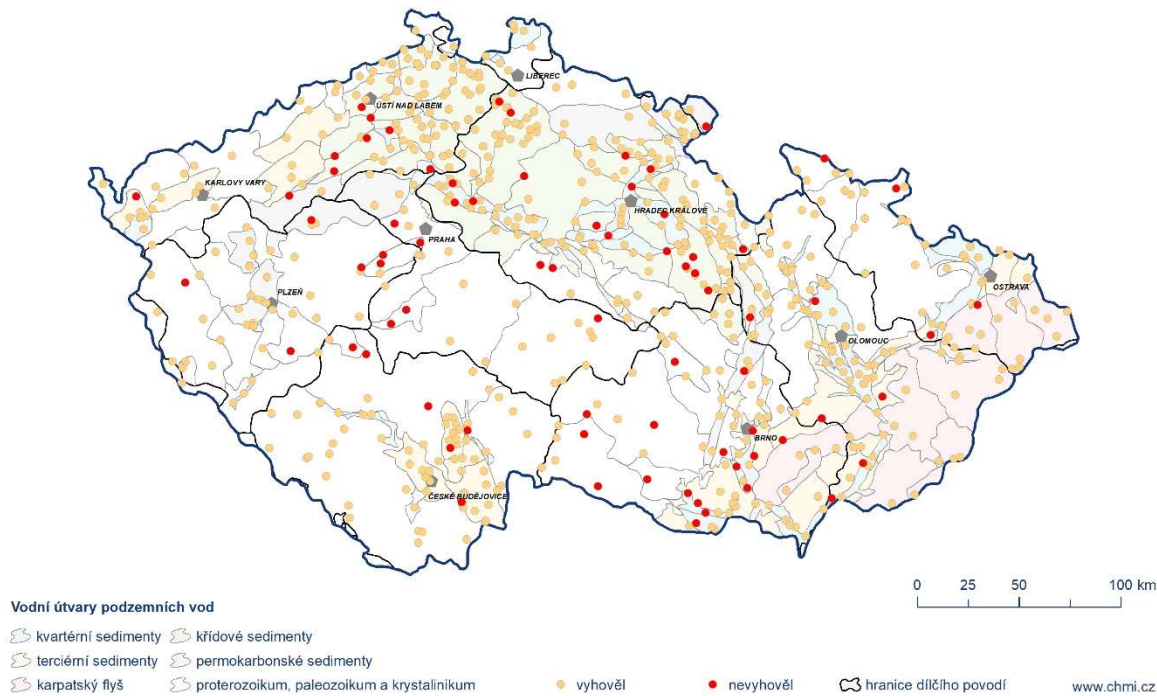 LIBEREC
ÚSTÍ NAD LABEM
KARLOVY VARY
HRADEC KRÁLOVÉ
PRAHA
OSTRAVA
PLZEŇ
OLOMOUC
BRNO
ČESKÉ BUDĚJOVICE
0 25 50 100 km
Vodní útvary podzemních vod
kvartérní sedimenty křídové sedimenty
terciérní sedimenty permokarbonské sedimenty
karpatský flyš proterozoikum, paleozoikum a krystalinikum vyhověl nevyhověl hranice dílčího povodí www.chmi.cz